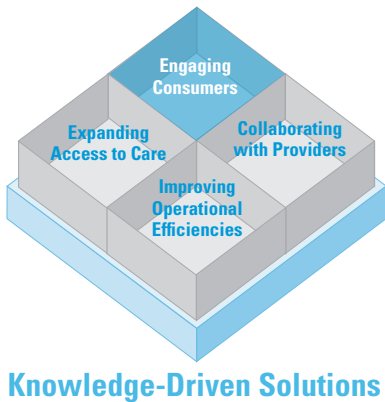 Engaging
Consumers
Expanding
Access to Care
Collaborating
with Providers
Improving
Operational
Efficiencies
Knowledge-Driven Solutions